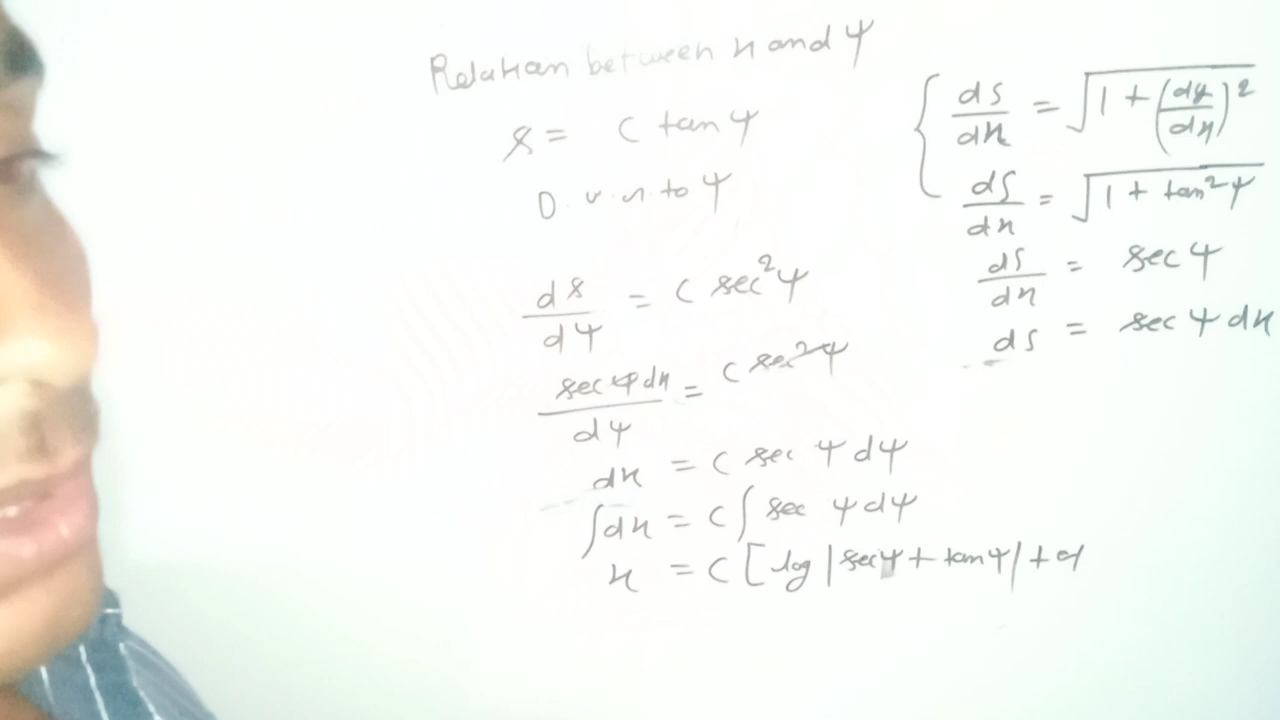 Relation between x and ψ
s = c tan ψ
D. w. r. to ψ
ds/dψ = c sec²ψ
sec ψ dx/dψ = c sec²ψ
dx = c sec ψ dψ
∫dx = c ∫ sec ψ dψ
x = c [log |sec ψ + tan ψ| +
ds/dx = √(1 + (dy/dx)²)
ds/dx = √(1 + tan²ψ)
ds/dx = sec ψ
ds = sec ψ dx